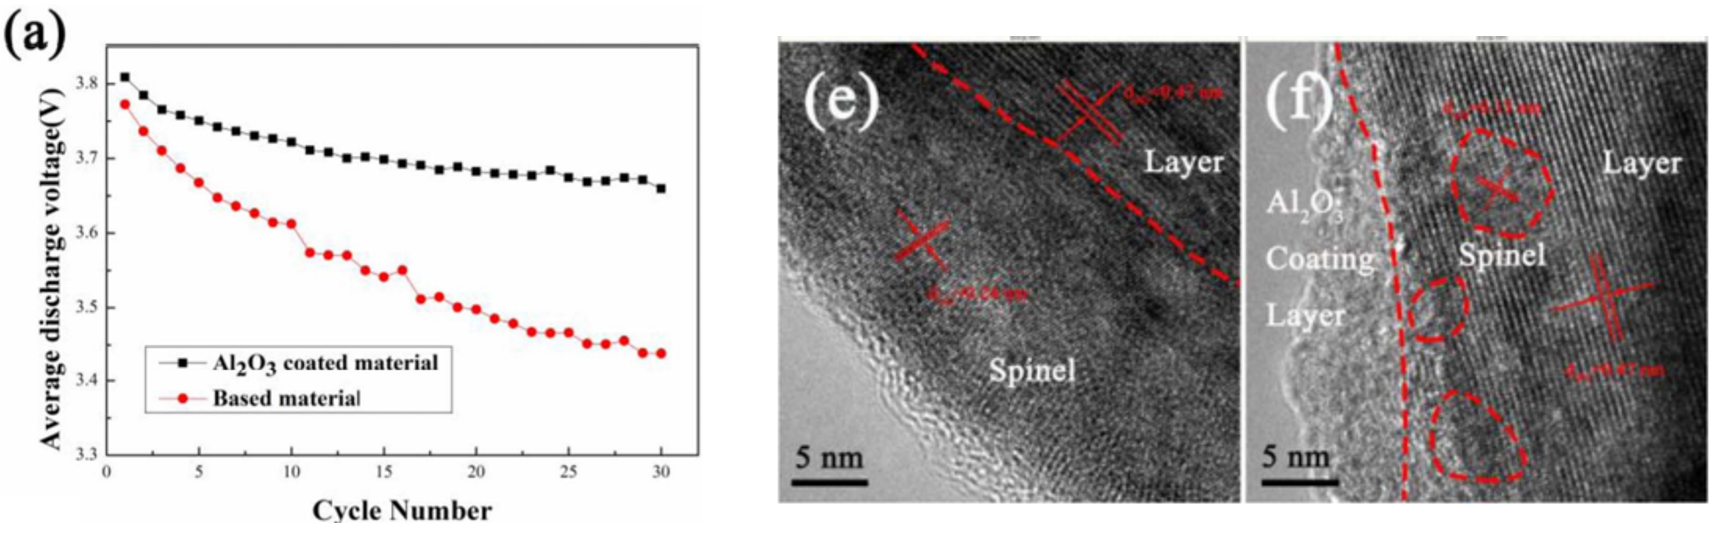 (a)
Average discharge voltage(V)
3.8
3.7
3.6
3.5
3.4
3.3
Al₂O₃ coated material
Based material
0 5 10 15 20 25 30
Cycle Number
(e)
Layer
Spinel
5 nm
(f)
Layer
Al₂O₃
Coating
Layer
Spinel
5 nm